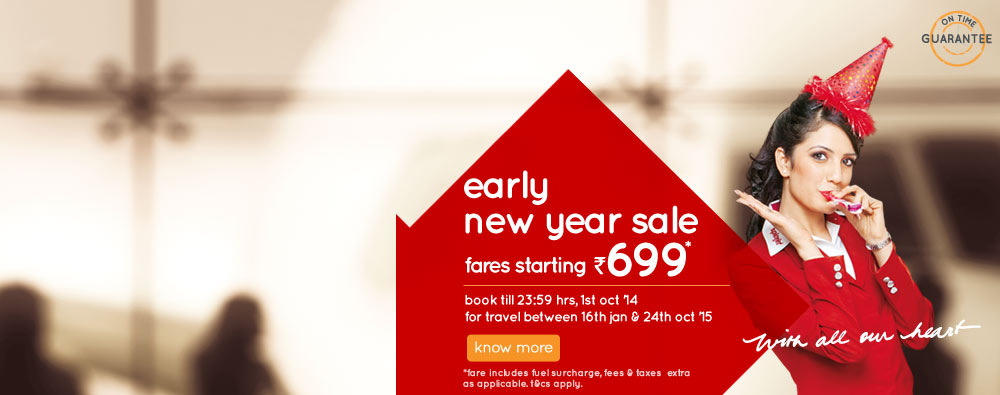 ON TIME
GUARANTEE
early
new year sale
fares starting ₹699*
book till 23:59 hrs, 1st oct '14
for travel between 16th jan & 24th oct '15
know more
*fare includes fuel surcharge, fees & taxes extra
as applicable. t&cs apply.
With all our heart